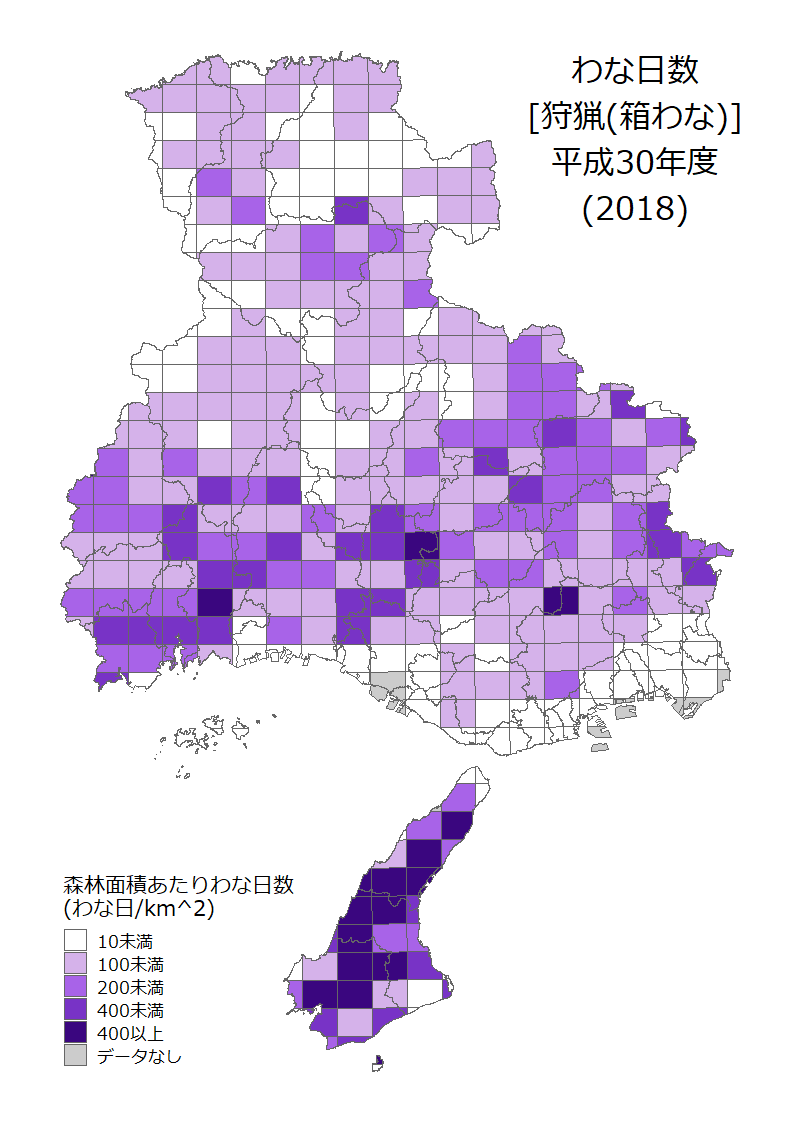 わな日数
[狩猟(箱わな)]
平成30年度
(2018)
森林面積あたりわな日数
(わな日/km^2)
10未満
100未満
200未満
400未満
400以上
データなし